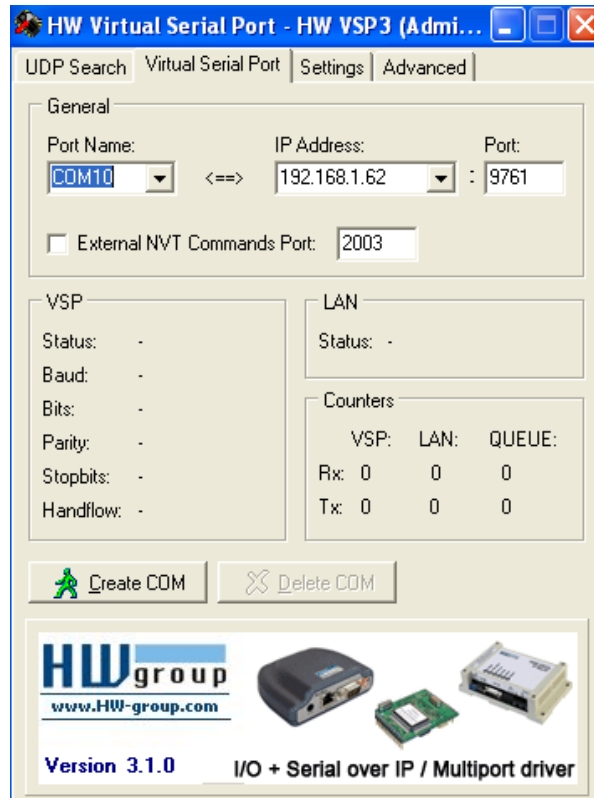 HW Virtual Serial Port - HW VSP3 (Admi...
UDP Search Virtual Serial Port Settings Advanced
General
Port Name: IP Address: Port:
COM10 <==> 192.168.1.62 : 9761
External NVT Commands Port: 2003
VSP
Status: -
Baud: -
Bits: -
Parity: -
Stopbits: -
Handflow: -
LAN
Status: -
Counters
VSP: LAN: QUEUE:
Rx: 0 0 0
Tx: 0 0 0
Create COM Delete COM
HW group
www.HW-group.com
Version 3.1.0
I/O + Serial over IP / Multiport driver